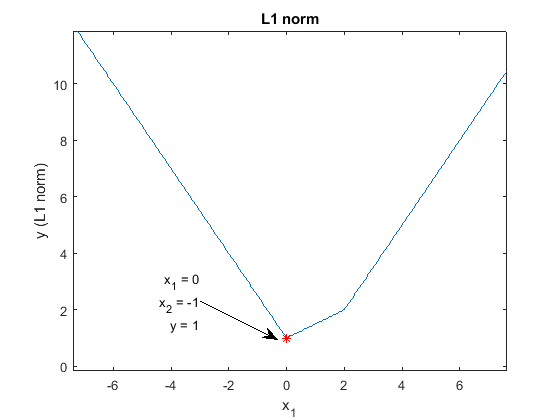 L1 norm
y (L1 norm)
10
8
6
4
2
0
x₁ = 0
x₂ = -1
y = 1
-6 -4 -2 0 2 4 6
x₁